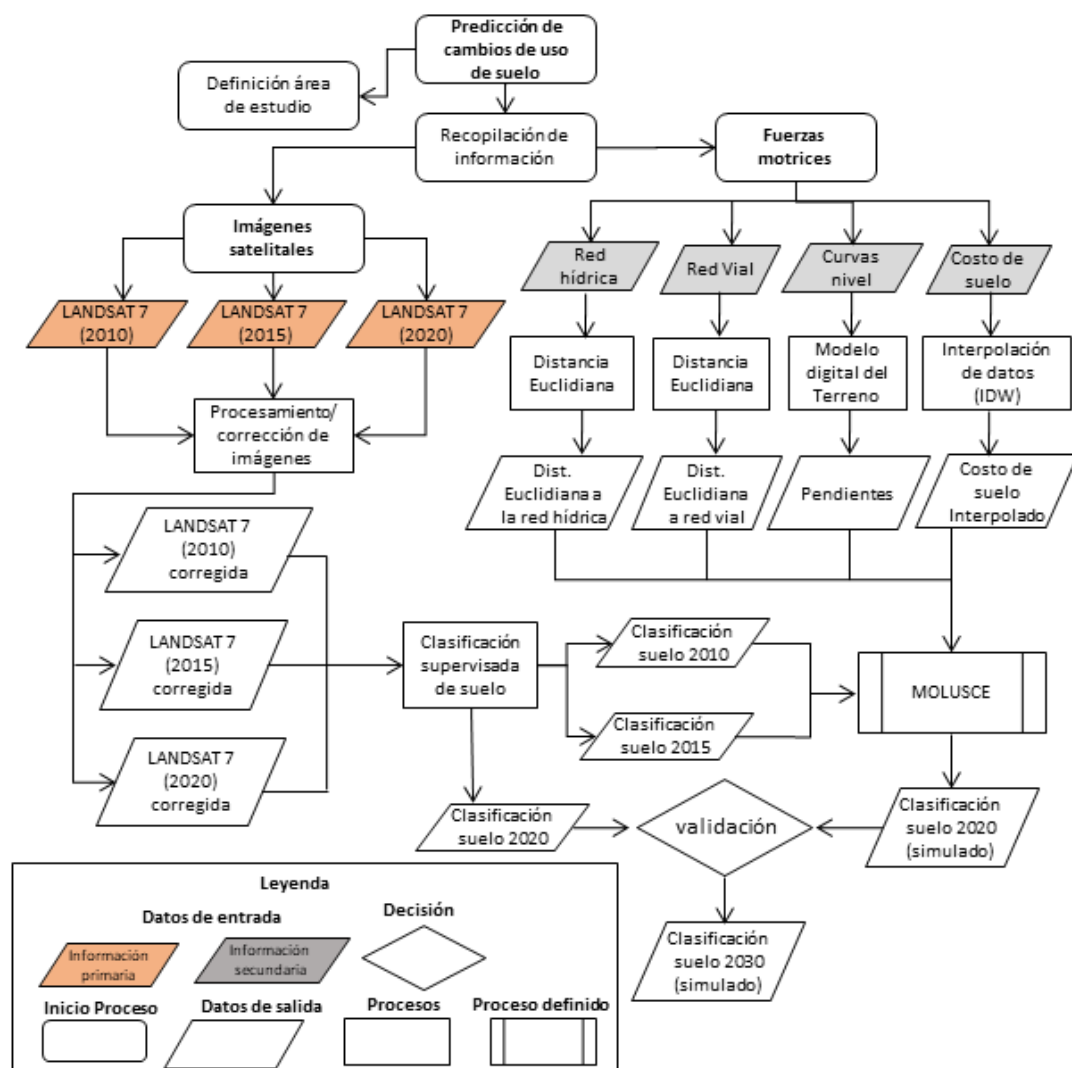 Predicción de
cambios de uso
de suelo
Definición área
de estudio
Recopilación de
información
Fuerzas
motrices
Imágenes
satelitales
Red
hídrica
Red Vial
Curvas
nivel
Costo de
suelo
LANDSAT 7
(2010)
LANDSAT 7
(2015)
LANDSAT 7
(2020)
Distancia
Euclidiana
Distancia
Euclidiana
Modelo
digital del
Terreno
Interpolación
de datos
(IDW)
Procesamiento/
corrección de
imágenes
Dist.
Euclidiana a
la red hídrica
Dist.
Euclidiana
a red vial
Pendientes
Costo de
suelo
Interpolado
LANDSAT 7
(2010)
corregida
LANDSAT 7
(2015)
corregida
LANDSAT 7
(2020)
corregida
Clasificación
supervisada
de suelo
Clasificación
suelo 2010
Clasificación
suelo 2015
MOLUSCE
Clasificación
suelo 2020
validación
Clasificación
suelo 2020
(simulado)
Clasificación
suelo 2030
(simulado)
Leyenda
Datos de entrada
Decisión
Información
primaria
Información
secundaria
Inicio Proceso
Datos de salida
Procesos
Proceso definido